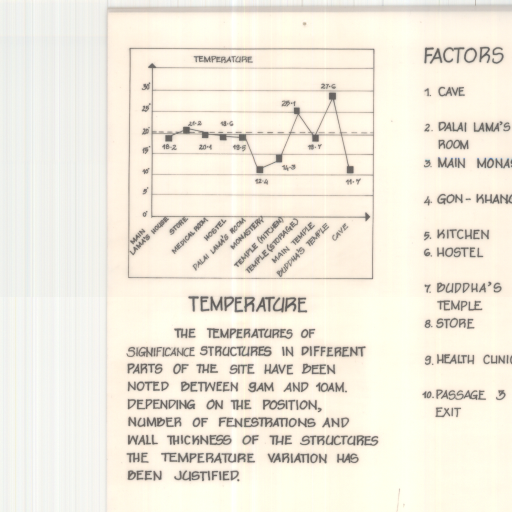 TEMPERATURE
30'
25'
20'
15'
10'
5'
0'
18·2
21·2
20·1
18·6
18·5
12·4
14·3
25·1
18·7
27·6
11·7
MAIN
LAMA'S HOUSE
STORE
MEDICAL ROOM
HOSTEL
DALAI LAMA'S ROOM
MONASTERY
TEMPLE (KITCHEN)
TEMPLE (STORAGE)
MAIN TEMPLE
BUDDHA'S TEMPLE
CAVE
TEMPERATURE
THE TEMPERATURES OF
SIGNIFICANCE STRUCTURES IN DIFFERENT
PARTS OF THE SITE HAVE BEEN
NOTED BETWEEN 9AM AND 10AM.
DEPENDING ON THE POSITION,
NUMBER OF FENESTRATIONS AND
WALL THICKNESS OF THE STRUCTURES
THE TEMPERATURE VARIATION HAS
BEEN JUSTIFIED.
FACTORS
1. CAVE
2. DALAI LAMA'S
ROOM
3. MAIN MONAS
4. GON-KHANG
5. KITCHEN
6. HOSTEL
7. BUDDHA'S
TEMPLE
8. STORE
9. HEALTH CLINIC
10. PASSAGE 3
EXIT